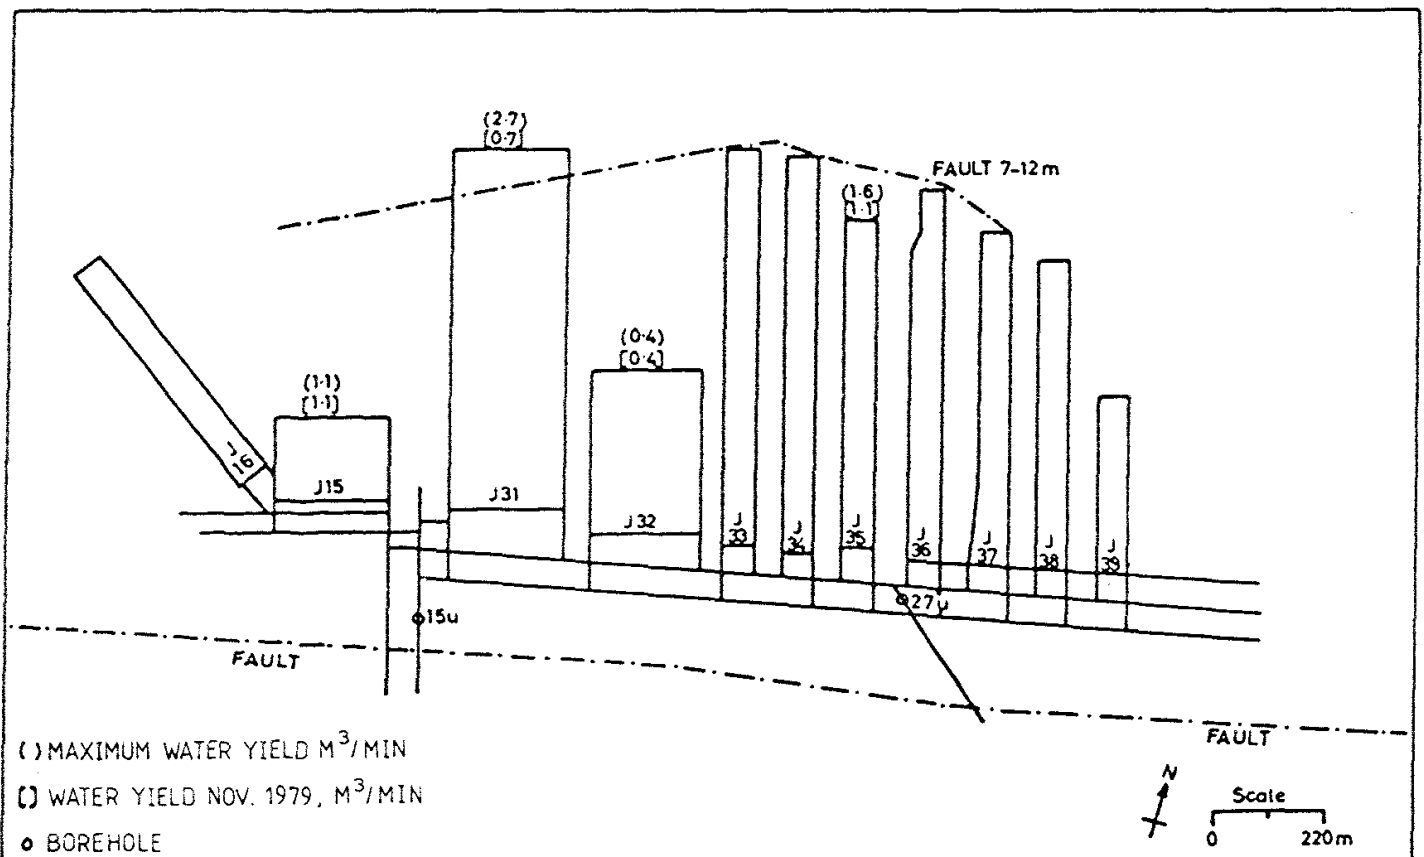 (2·7)
[0·7]
FAULT 7-12m
(1·6)
[1·1]
(0·4)
[0·4]
(1·1)
[1·1]
J 16
J15
J31
J32
J 33
J 34
J 35
J 36
J 37
J 38
J 39
15u
27u
FAULT
FAULT
() MAXIMUM WATER YIELD M³/MIN
[] WATER YIELD NOV. 1979, M³/MIN
o BOREHOLE
N
Scale
0 220m